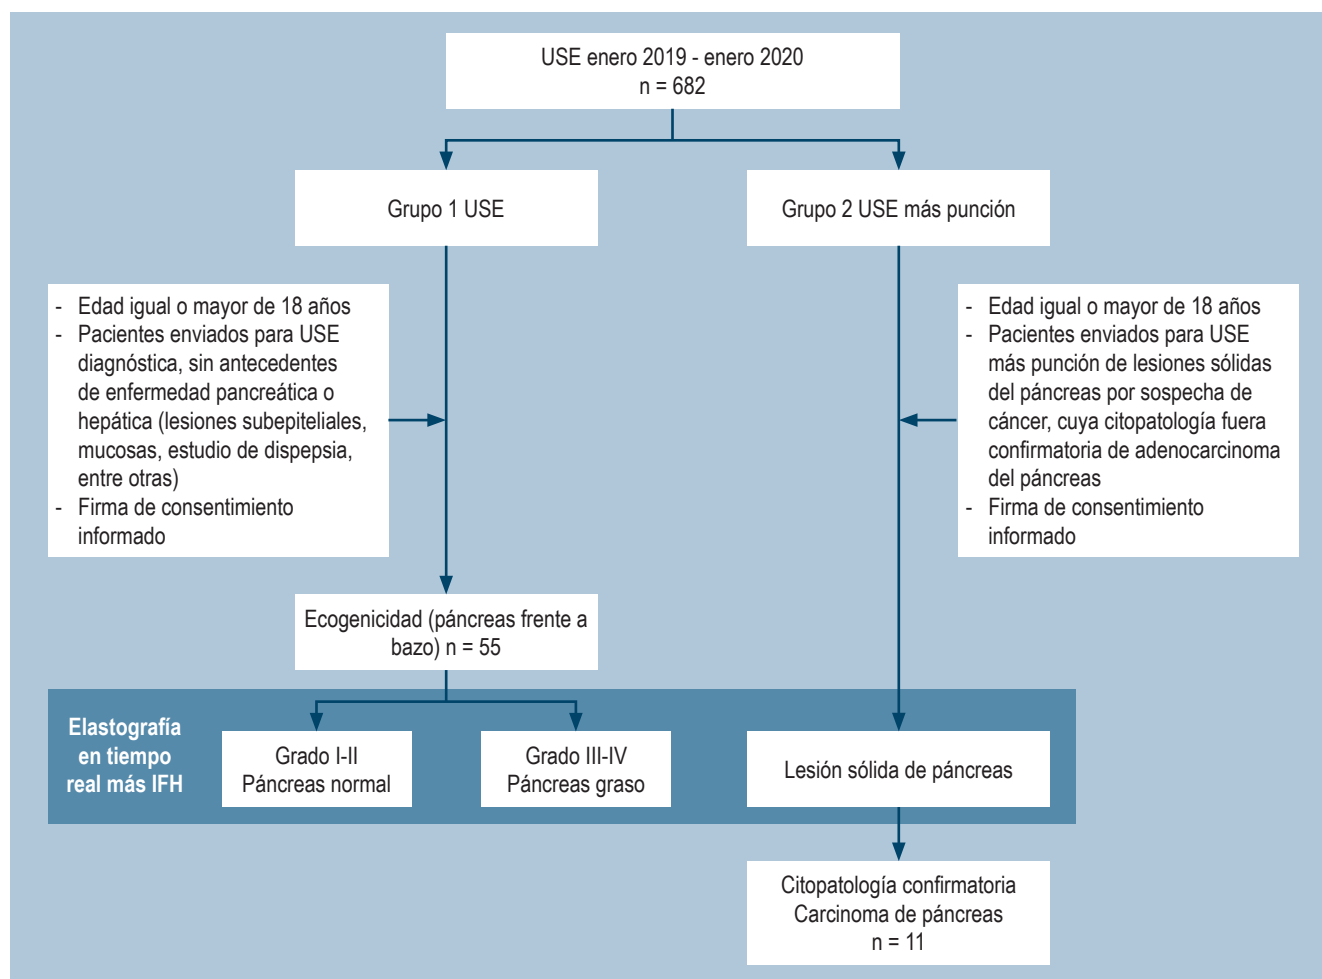 USE enero 2019 - enero 2020
n = 682
Grupo 1 USE
Grupo 2 USE más punción
- Edad igual o mayor de 18 años
- Pacientes enviados para USE
diagnóstica, sin antecedentes
de enfermedad pancreática o
hepática (lesiones subepiteliales,
mucosas, estudio de dispepsia,
entre otras)
- Firma de consentimiento
informado
- Edad igual o mayor de 18 años
- Pacientes enviados para USE
más punción de lesiones sólidas
del páncreas por sospecha de
cáncer, cuya citopatología fuera
confirmatoria de adenocarcinoma
del páncreas
- Firma de consentimiento
informado
Ecogenicidad (páncreas frente a
bazo) n = 55
Elastografía
en tiempo
real más IFH
Grado I-II
Páncreas normal
Grado III-IV
Páncreas graso
Lesión sólida de páncreas
Citopatología confirmatoria
Carcinoma de páncreas
n = 11